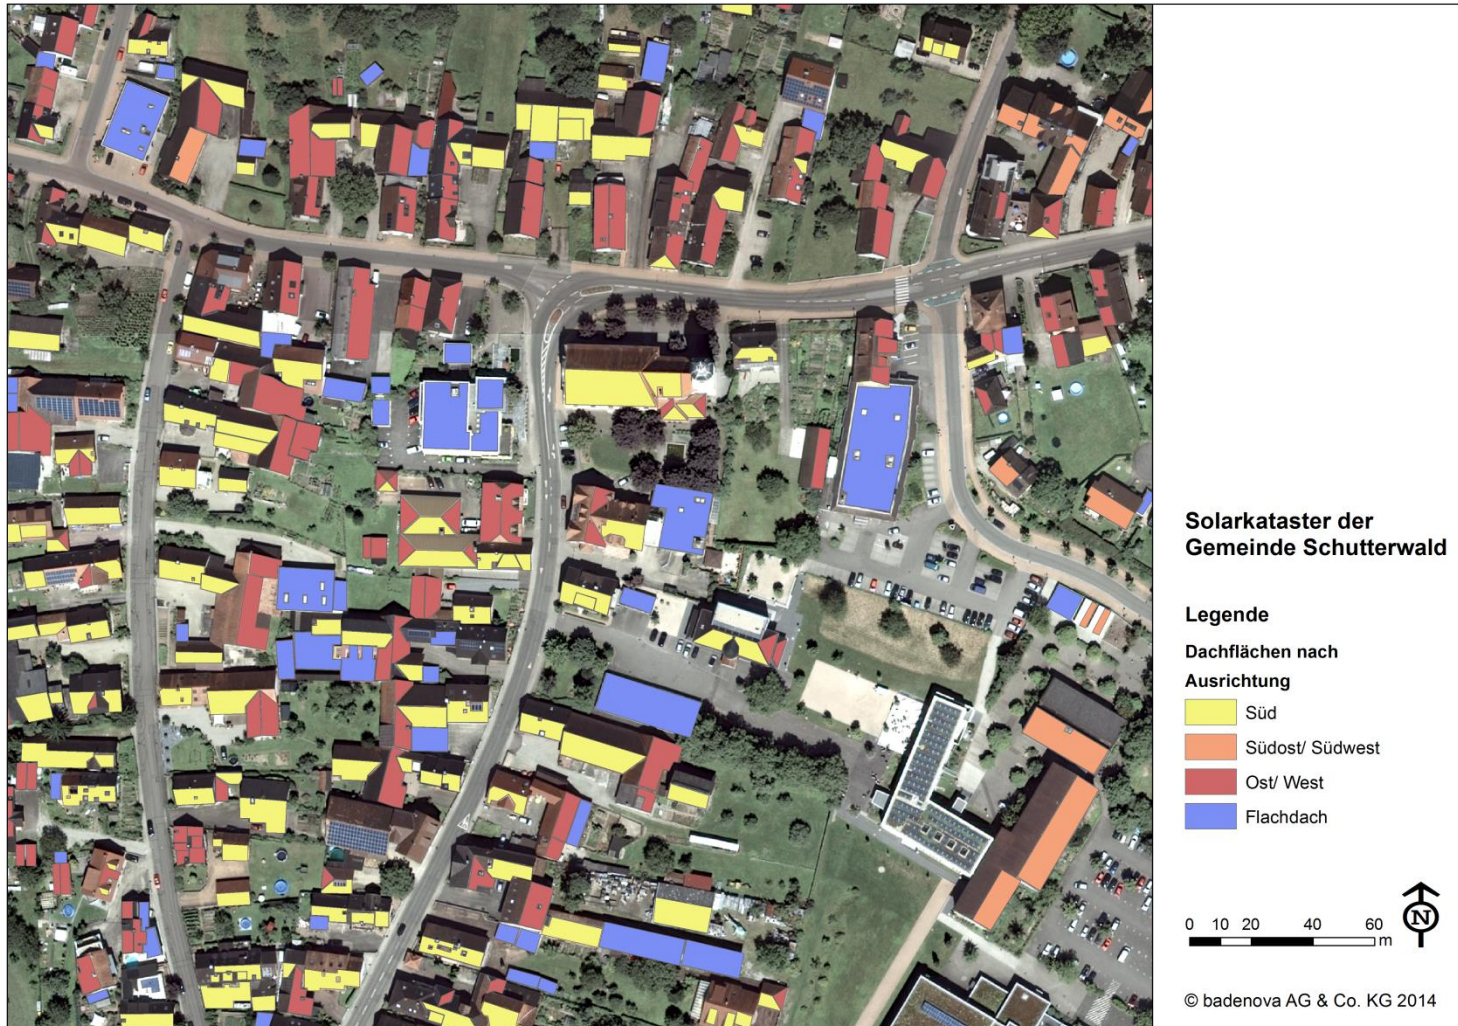 Solarkataster der
Gemeinde Schutterwald
Legende
Dachflächen nach
Ausrichtung
Süd
Südost/ Südwest
Ost/ West
Flachdach
0 10 20 40 60
m
N
© badenova AG & Co. KG 2014